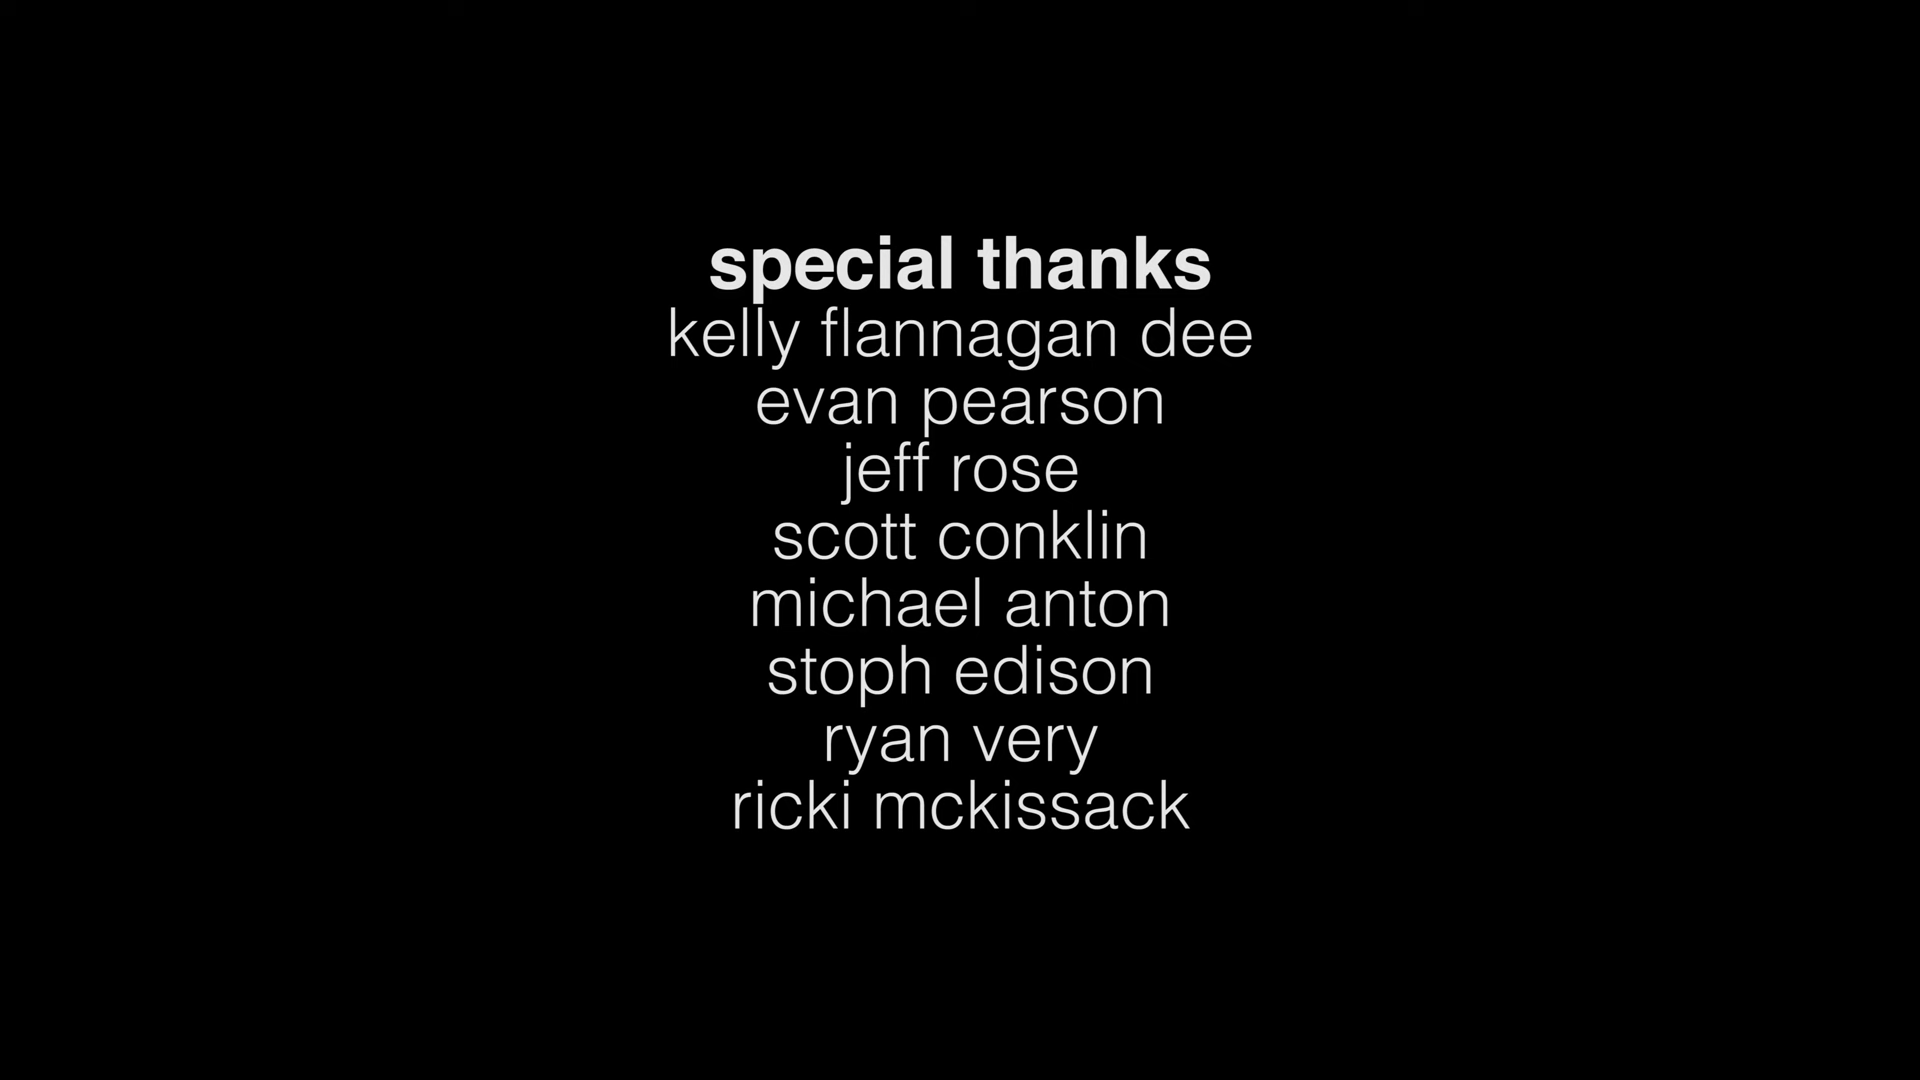 special thanks
kelly flannagan dee
evan pearson
jeff rose
scott conklin
michael anton
stoph edison
ryan very
ricki mckissack